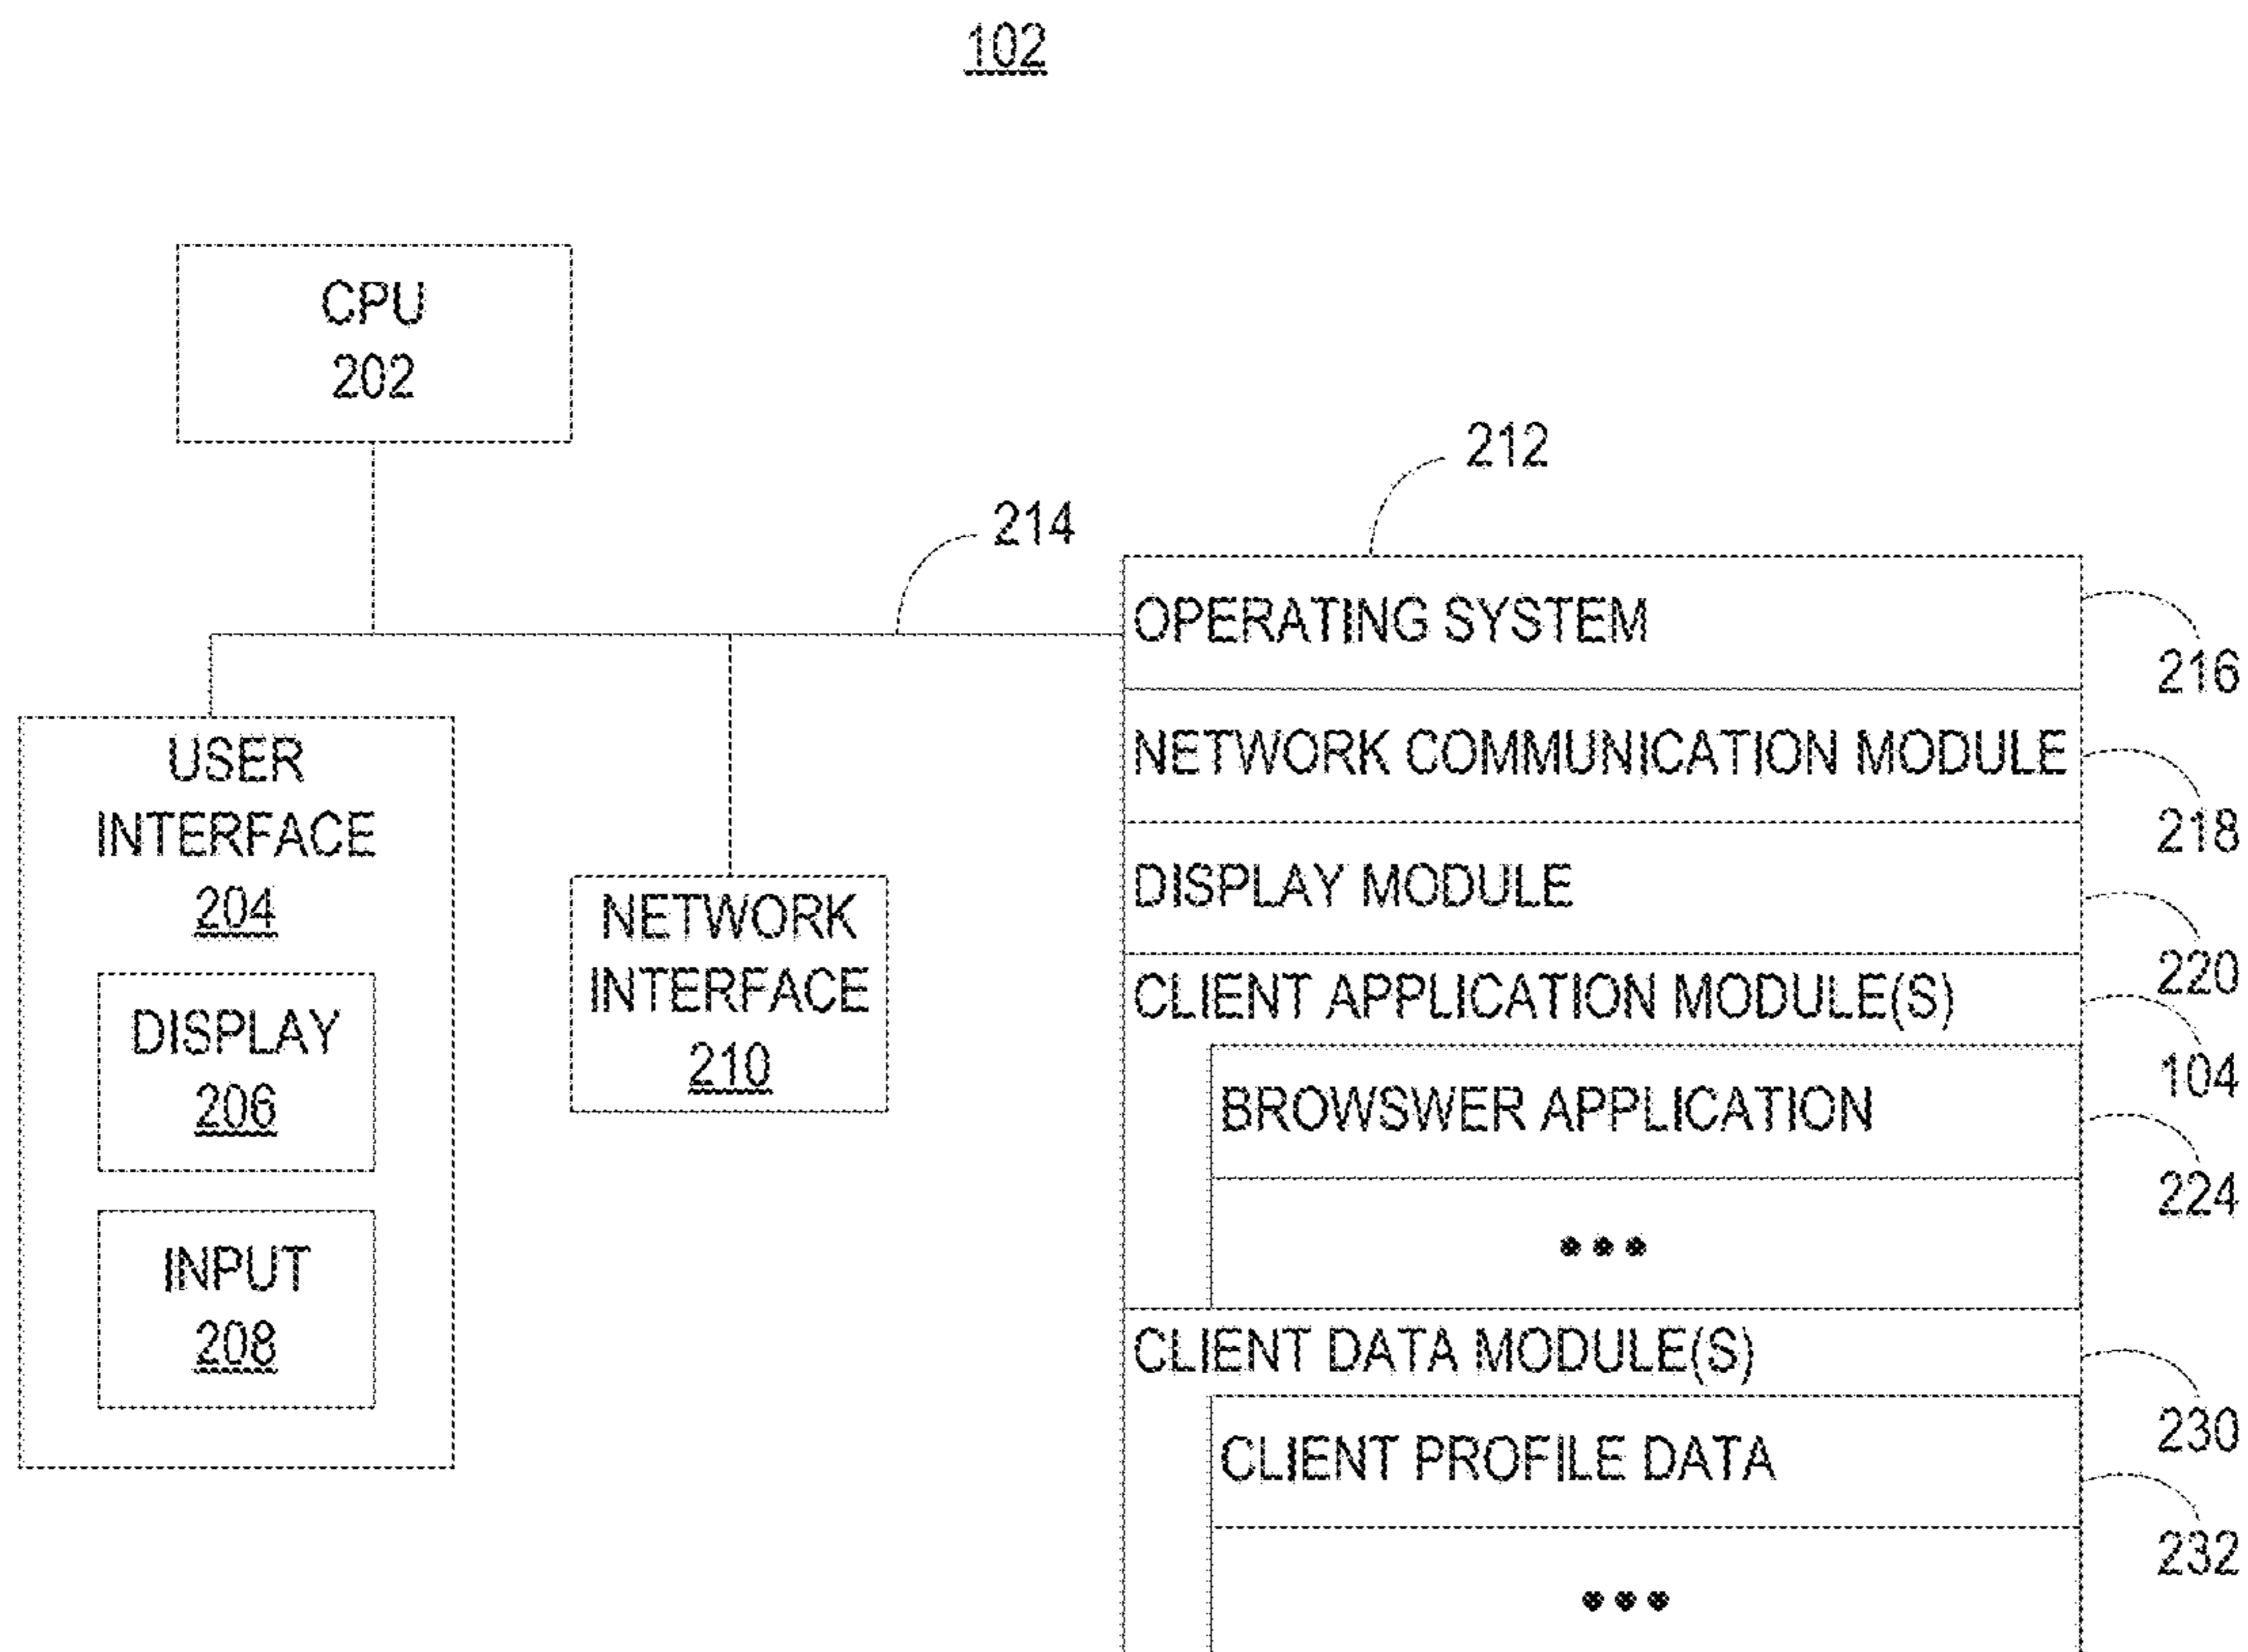 102
CPU
202
212
214
OPERATING SYSTEM
216
NETWORK COMMUNICATION MODULE
218
DISPLAY MODULE
220
CLIENT APPLICATION MODULE(S)
104
BROWSWER APPLICATION
224
•••
CLIENT DATA MODULE(S)
230
CLIENT PROFILE DATA
232
•••
USER
INTERFACE
204
DISPLAY
206
INPUT
208
NETWORK
INTERFACE
210